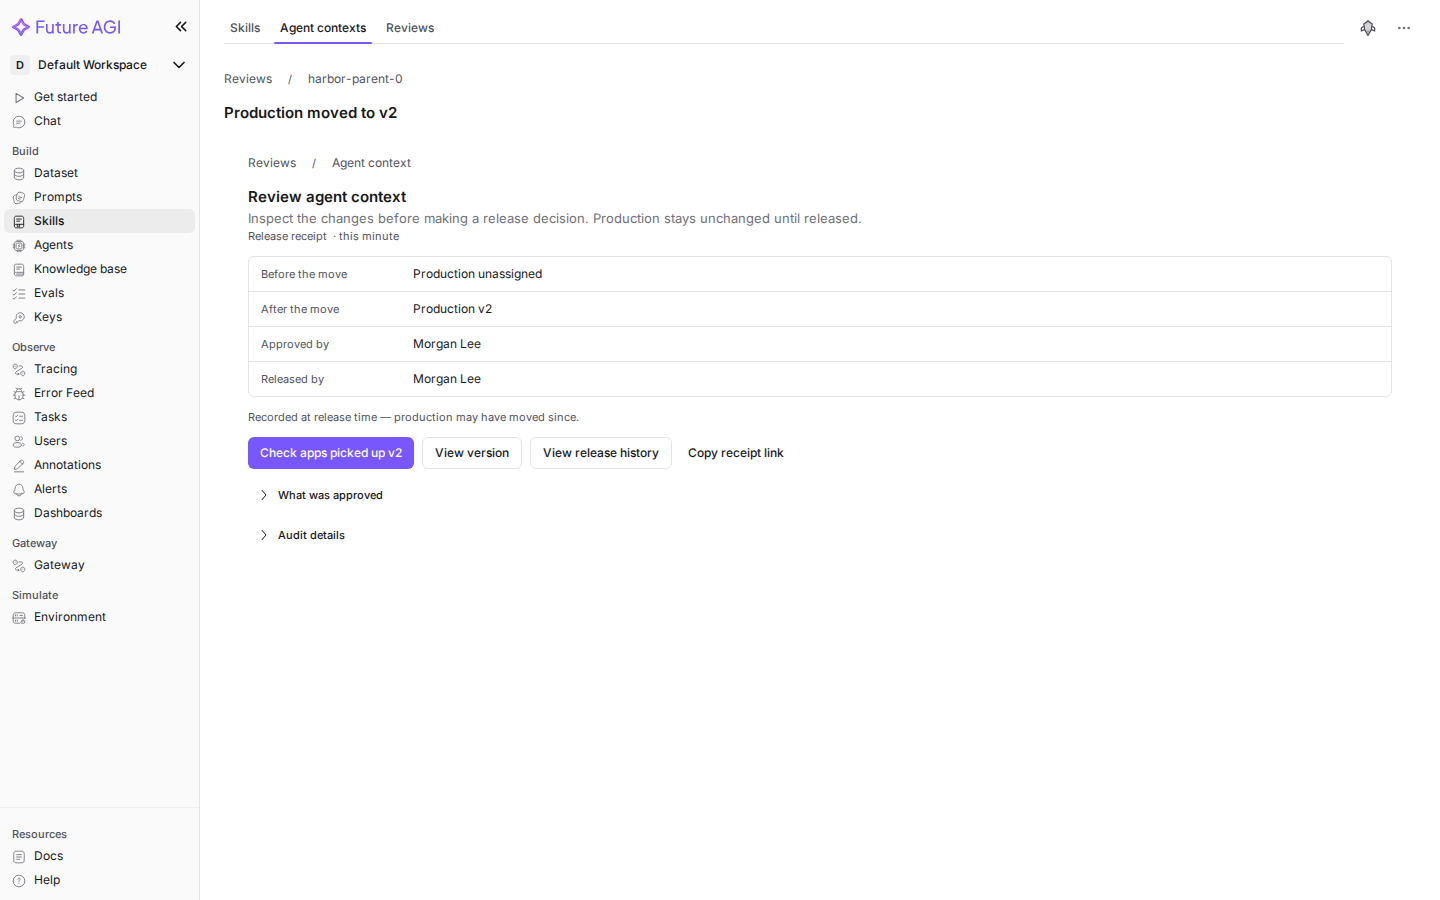 Future AGI
D Default Workspace
Get started
Chat
Build
Dataset
Prompts
Skills
Agents
Knowledge base
Evals
Keys
Observe
Tracing
Error Feed
Tasks
Users
Annotations
Alerts
Dashboards
Gateway
Gateway
Simulate
Environment
Resources
Docs
Help
Skills Agent contexts Reviews
Reviews / harbor-parent-0
Production moved to v2
Reviews / Agent context
Review agent context
Inspect the changes before making a release decision. Production stays unchanged until released.
Release receipt · this minute
Before the move Production unassigned
After the move Production v2
Approved by Morgan Lee
Released by Morgan Lee
Recorded at release time — production may have moved since.
Check apps picked up v2 View version View release history Copy receipt link
What was approved
Audit details